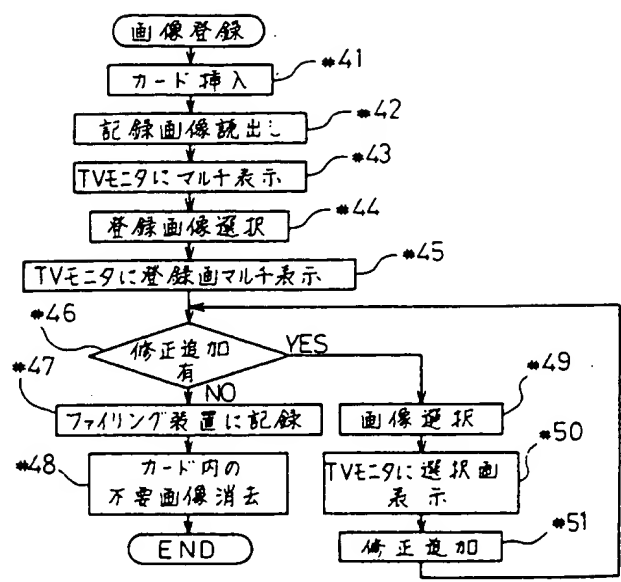 画像登録
#41
カード挿入
#42
記録画像読出し
#43
TVモニタにマルチ表示
#44
登録画像選択
#45
TVモニタに登録画マルチ表示
#46
修正追加
有
YES
NO
#47
ファイリング装置に記録
#48
カード内の
不要画像消去
END
#49
画像選択
#50
TVモニタに選択画
表示
#51
修正追加